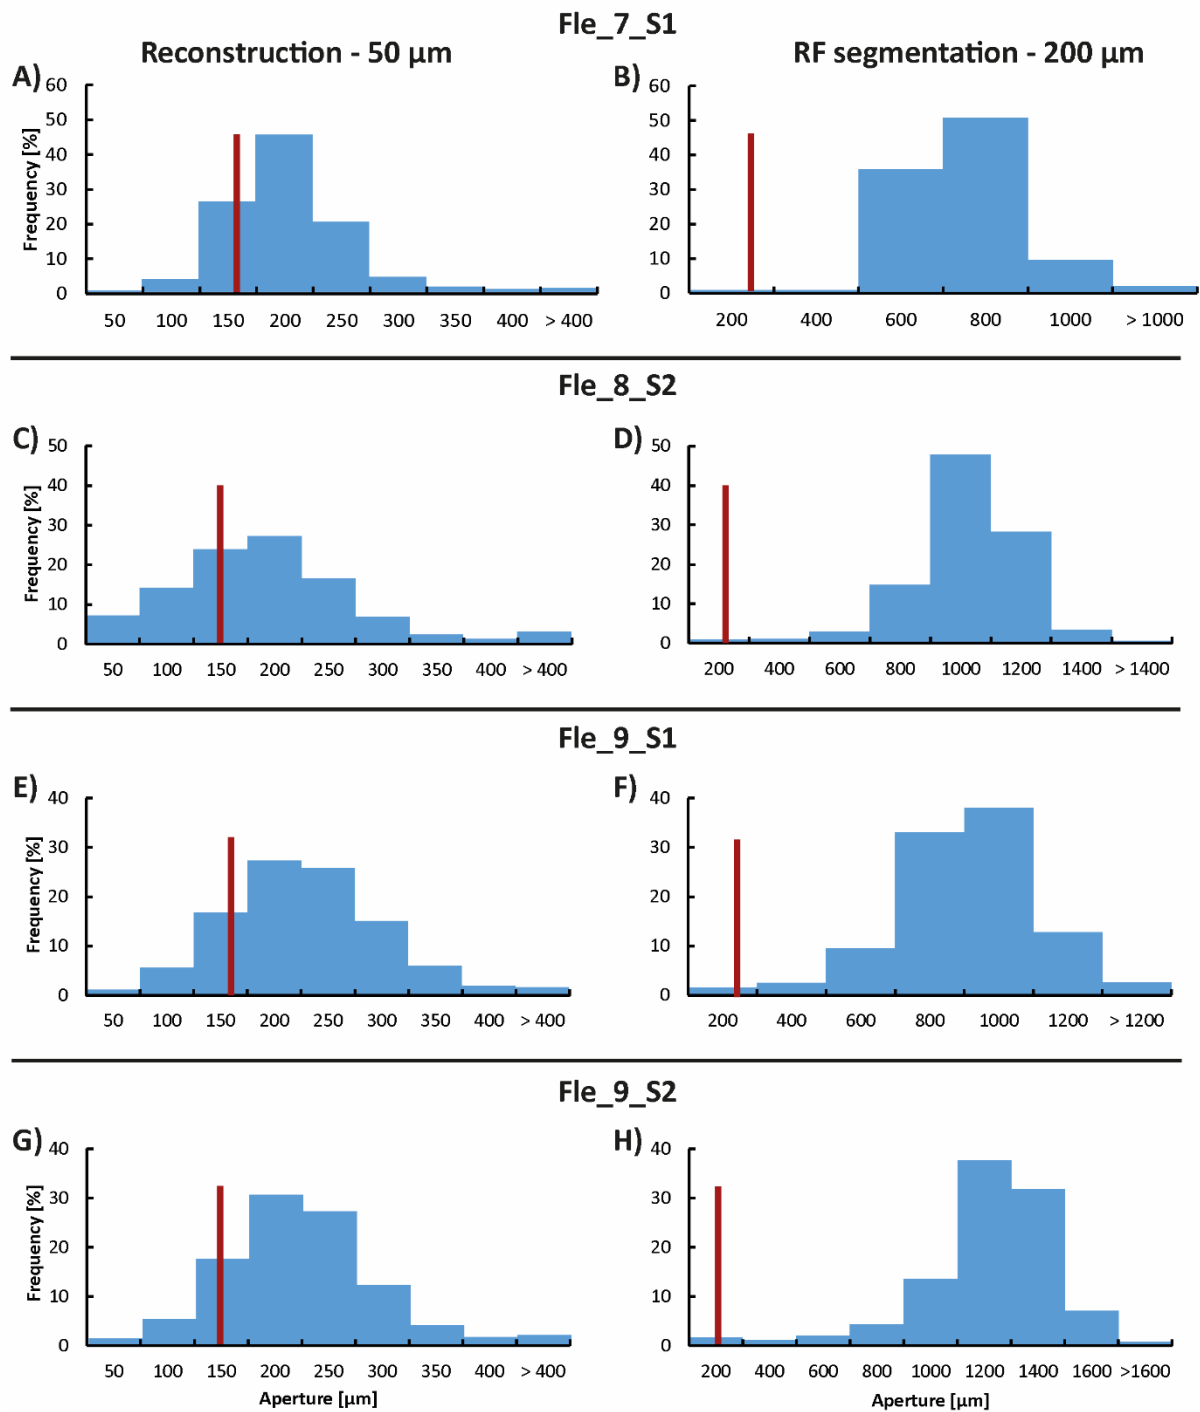 Fle_7_S1
Reconstruction - 50 µm
RF segmentation - 200 µm
A)
60
50
40
30
20
10
0
Frequency [%]
50 100 150 200 250 300 350 400 > 400
B)
60
50
40
30
20
10
0
200 400 600 800 1000 > 1000
Fle_8_S2
C)
50
40
30
20
10
0
Frequency [%]
50 100 150 200 250 300 350 400 > 400
D)
50
40
30
20
10
0
200 400 600 800 1000 1200 1400 > 1400
Fle_9_S1
E)
40
30
20
10
0
Frequency [%]
50 100 150 200 250 300 350 400 > 400
F)
40
30
20
10
0
200 400 600 800 1000 1200 > 1200
Fle_9_S2
G)
40
30
20
10
0
Frequency [%]
50 100 150 200 250 300 350 400 > 400
Aperture [µm]
H)
40
30
20
10
0
200 400 600 800 1000 1200 1400 1600 >1600
Aperture [µm]